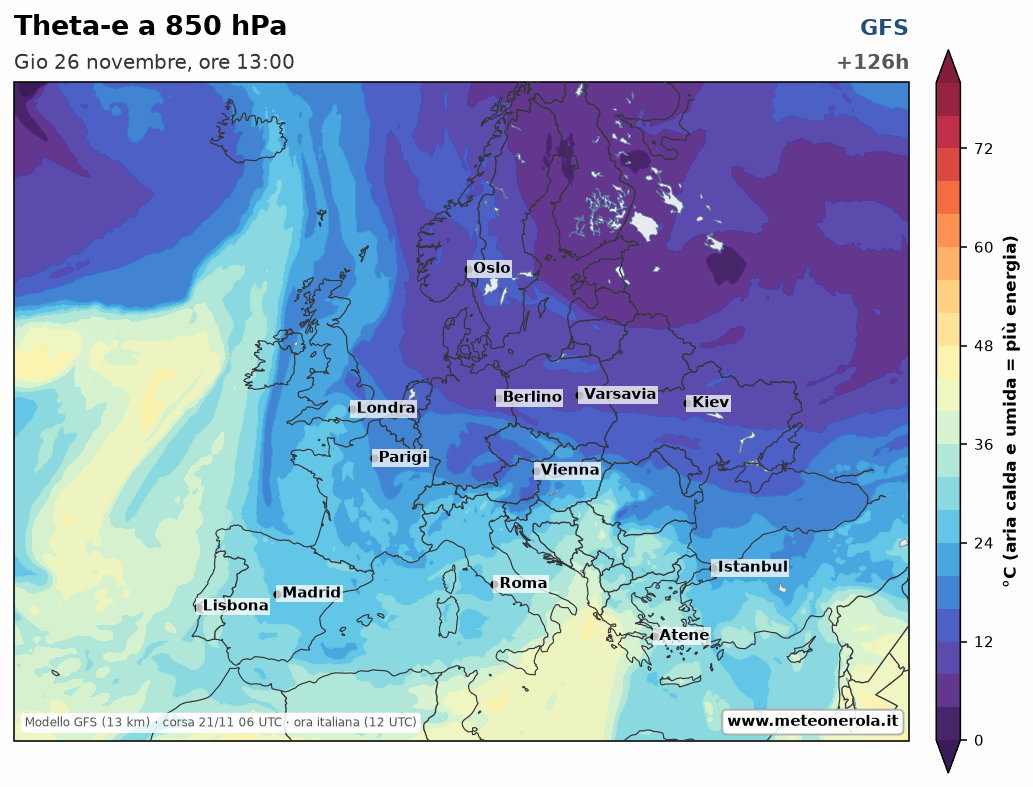 Theta-e a 850 hPa
GFS
Gio 26 novembre, ore 13:00
+126h
72
60
48
36
24
12
0
°C (aria calda e umida = più energia)
Oslo
Berlino
Varsavia
Kiev
Londra
Parigi
Vienna
Istanbul
Roma
Madrid
Lisbona
Atene
Modello GFS (13 km) · corsa 21/11 06 UTC · ora italiana (12 UTC)
www.meteonerola.it